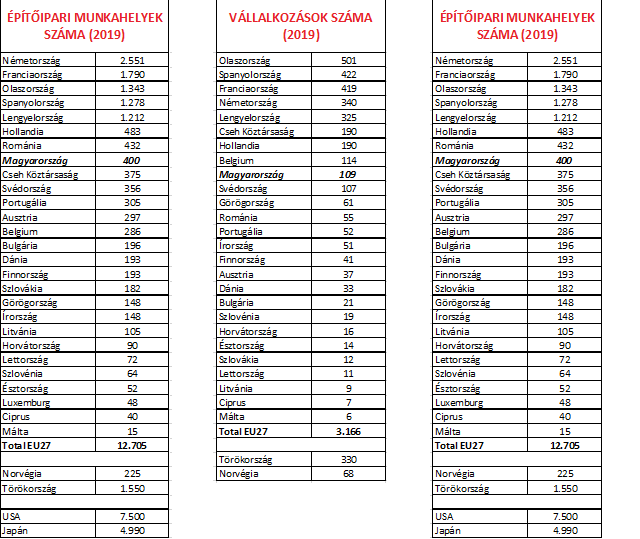 ÉPÍTŐIPARI MUNKAHELYEK
SZÁMA (2019)
Németország 2.551
Franciaország 1.790
Olaszország 1.343
Spanyolország 1.278
Lengyelország 1.212
Hollandia 483
Románia 432
Magyarország 400
Cseh Köztársaság 375
Svédország 356
Portugália 305
Ausztria 297
Belgium 286
Bulgária 196
Dánia 193
Finnország 193
Szlovákia 182
Görögország 148
Írország 148
Litvánia 105
Horvátország 90
Lettország 72
Szlovénia 64
Észtország 52
Luxemburg 48
Ciprus 40
Málta 15
Total EU27 12.705
Norvégia 225
Törökország 1.550
USA 7.500
Japán 4.990
VÁLLALKOZÁSOK SZÁMA
(2019)
Olaszország 501
Spanyolország 422
Franciaország 419
Németország 340
Lengyelország 325
Cseh Köztársaság 190
Hollandia 190
Belgium 114
Magyarország 109
Svédország 107
Görögország 61
Románia 55
Portugália 52
Írország 51
Finnország 41
Ausztria 37
Dánia 33
Bulgária 21
Szlovénia 19
Horvátország 16
Észtország 14
Szlovákia 12
Lettország 11
Litvánia 9
Ciprus 7
Málta 6
Total EU27 3.166
Törökország 330
Norvégia 68
ÉPÍTŐIPARI MUNKAHELYEK
SZÁMA (2019)
Németország 2.551
Franciaország 1.790
Olaszország 1.343
Spanyolország 1.278
Lengyelország 1.212
Hollandia 483
Románia 432
Magyarország 400
Cseh Köztársaság 375
Svédország 356
Portugália 305
Ausztria 297
Belgium 286
Bulgária 196
Dánia 193
Finnország 193
Szlovákia 182
Görögország 148
Írország 148
Litvánia 105
Horvátország 90
Lettország 72
Szlovénia 64
Észtország 52
Luxemburg 48
Ciprus 40
Málta 15
Total EU27 12.705
Norvégia 225
Törökország 1.550
USA 7.500
Japán 4.990